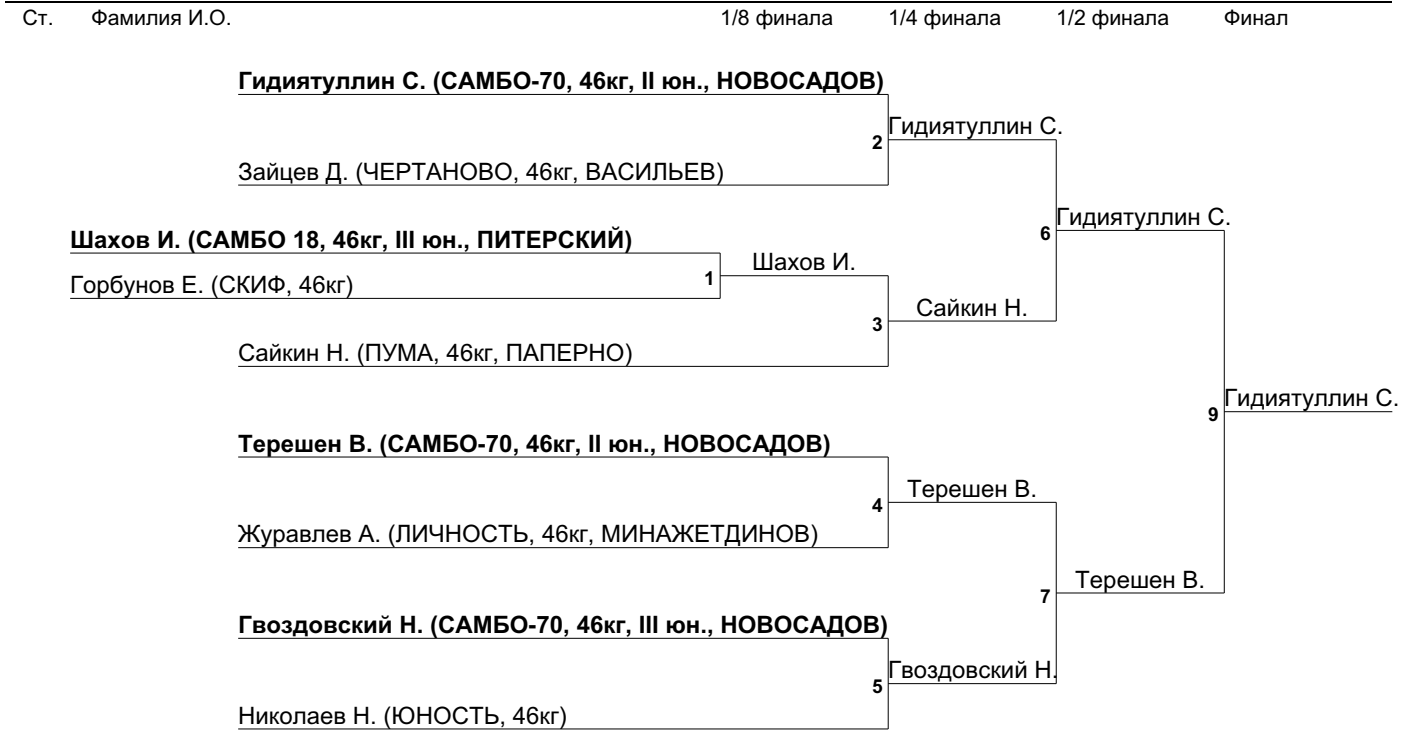 Ст. Фамилия И.О. 1/8 финала 1/4 финала 1/2 финала Финал
Гидиятуллин С. (САМБО-70, 46кг, II юн., НОВОСАДОВ)
2 Гидиятуллин С.
Зайцев Д. (ЧЕРТАНОВО, 46кг, ВАСИЛЬЕВ)
6 Гидиятуллин С.
Шахов И. (САМБО 18, 46кг, III юн., ПИТЕРСКИЙ)
1 Шахов И.
Горбунов Е. (СКИФ, 46кг)
3 Сайкин Н.
Сайкин Н. (ПУМА, 46кг, ПАПЕРНО)
9 Гидиятуллин С.
Терешен В. (САМБО-70, 46кг, II юн., НОВОСАДОВ)
4 Терешен В.
Журавлев А. (ЛИЧНОСТЬ, 46кг, МИНАЖЕТДИНОВ)
7 Терешен В.
Гвоздовский Н. (САМБО-70, 46кг, III юн., НОВОСАДОВ)
5 Гвоздовский Н.
Николаев Н. (ЮНОСТЬ, 46кг)